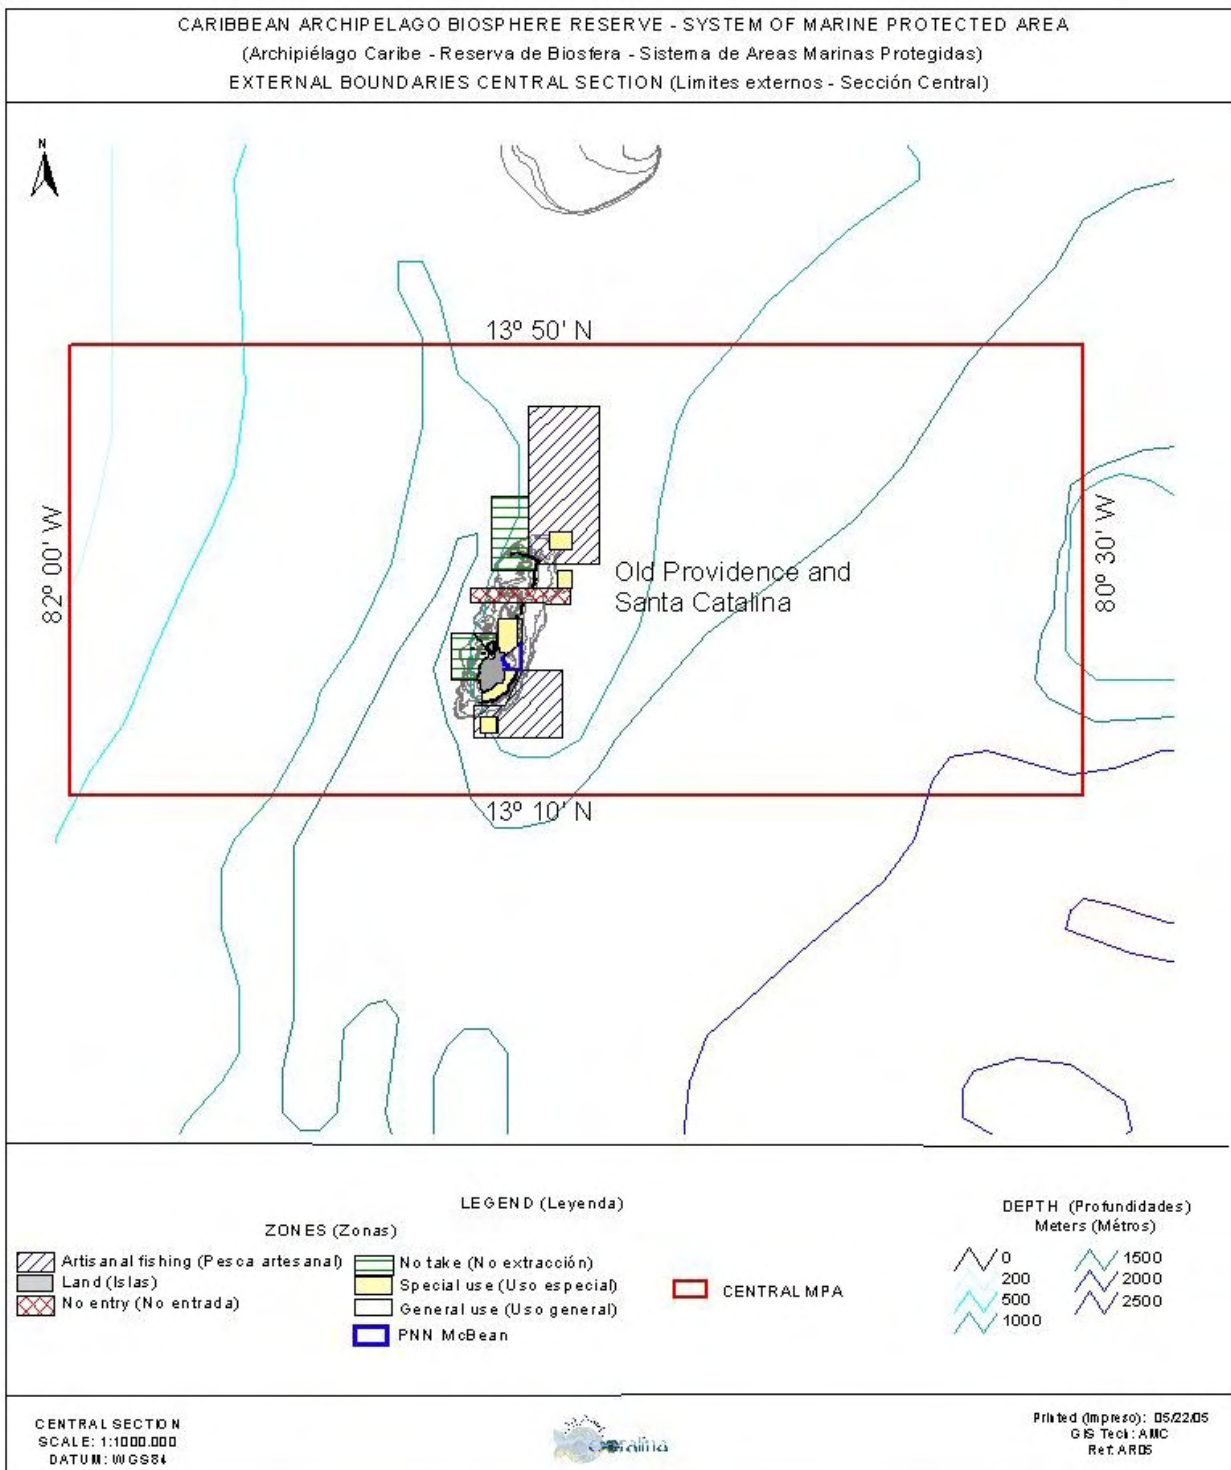 CARIBBEAN ARCHIPELAGO BIOSPHERE RESERVE - SYSTEM OF MARINE PROTECTED AREA
(Archipiélago Caribe - Reserva de Biosfera - Sistema de Areas Marinas Protegidas)
EXTERNAL BOUNDARIES CENTRAL SECTION (Limites externos - Sección Central)
N
13º 50' N
82º 00' W
80º 30' W
Old Providence and
Santa Catalina
13º 10' N
LEGEND (Leyenda)
ZONES (Zonas)
Artisanal fishing (Pesca artesanal)
Land (Islas)
No entry (No entrada)
No take (No extracción)
Special use (Uso especial)
General use (Uso general)
PNN McBean
CENTRAL MPA
DEPTH (Profundidades)
Meters (Métros)
0
200
500
1000
1500
2000
2500
CENTRAL SECTION
SCALE: 1:1000.000
DATUM: WGS84
coralina
Printed (Impreso): 05/22/05
GIS Tech: AMC
Ref: AR05